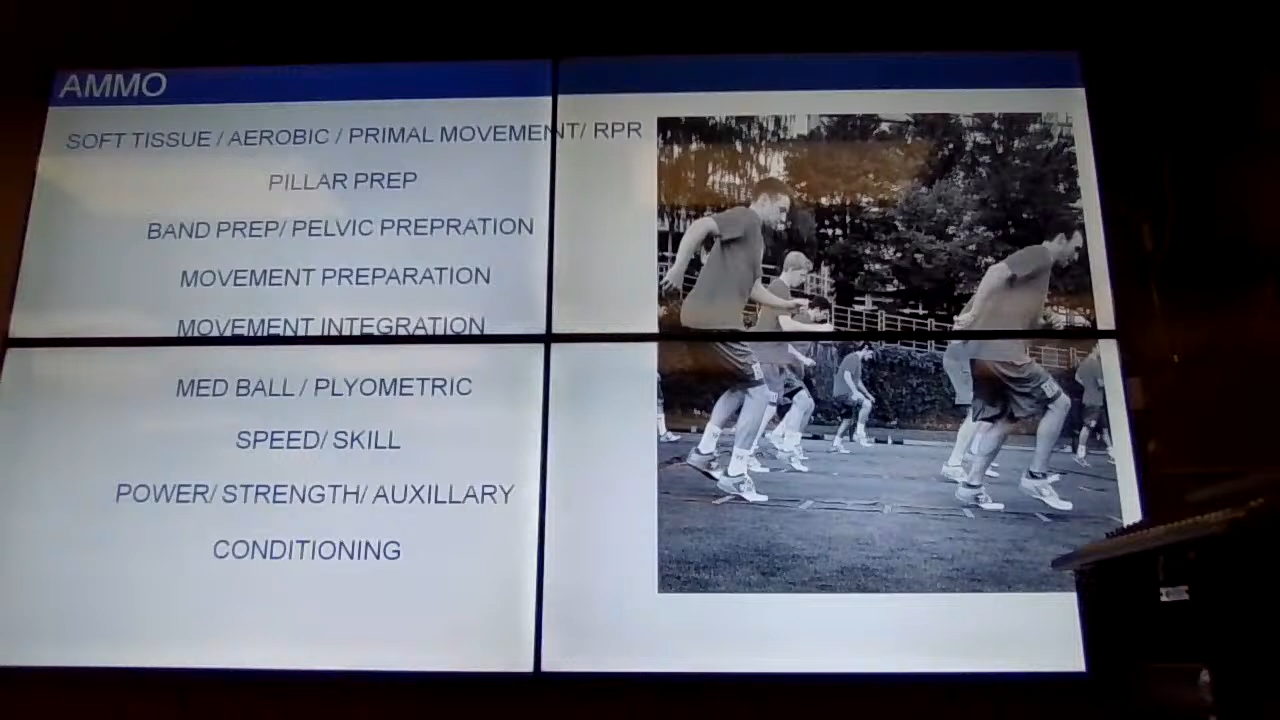 AMMO
SOFT TISSUE / AEROBIC / PRIMAL MOVEMENT/ RPR
PILLAR PREP
BAND PREP/ PELVIC PREPRATION
MOVEMENT PREPARATION
MOVEMENT INTEGRATION
MED BALL / PLYOMETRIC
SPEED/ SKILL
POWER/ STRENGTH/ AUXILLARY
CONDITIONING